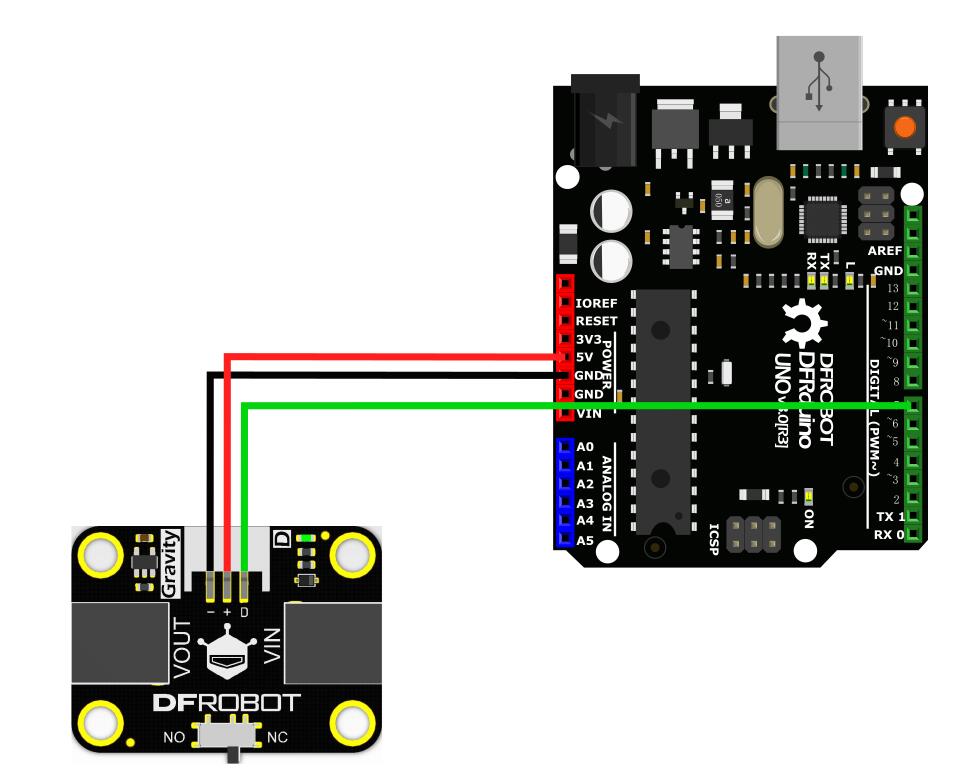 AREF
GND
13
12
~11
~10
~9
8
~6
~5
4
~3
2
TX 1
RX 0
DIGITAL (PWM~)
RX
TX
L
IOREF
RESET
3V3
5V
GND
GND
VIN
POWER
A0
A1
A2
A3
A4
A5
ANALOG IN
DFROBOT
DFRduino
UNO v3.0[R3]
ON
ICSP
Gravity
D
- + D
VOUT
VIN
DFROBOT
NO
NC